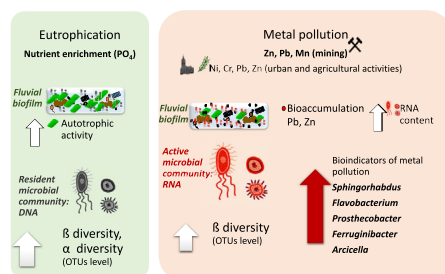 Eutrophication
Nutrient enrichment (PO4)
Fluvial
biofilm
Autotrophic
activity
Resident
microbial
community:
DNA
ß diversity,
α diversity
(OTUs level)
Metal pollution
Zn, Pb, Mn (mining)
Ni, Cr, Pb, Zn (urban and agricultural activities)
Fluvial
biofilm
Bioaccumulation
Pb, Zn
RNA
content
Active
microbial
community:
RNA
ß diversity
(OTUs level)
Bioindicators of metal
pollution
Sphingorhabdus
Flavobacterium
Prosthecobacter
Ferruginibacter
Arcicella